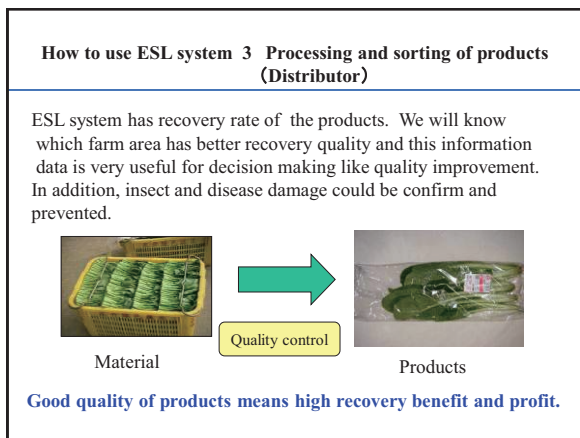 How to use ESL system 3 Processing and sorting of products
(Distributor)
ESL system has recovery rate of the products. We will know
which farm area has better recovery quality and this information
data is very useful for decision making like quality improvement.
In addition, insect and disease damage could be confirm and
prevented.
Quality control
Material
Products
Good quality of products means high recovery benefit and profit.